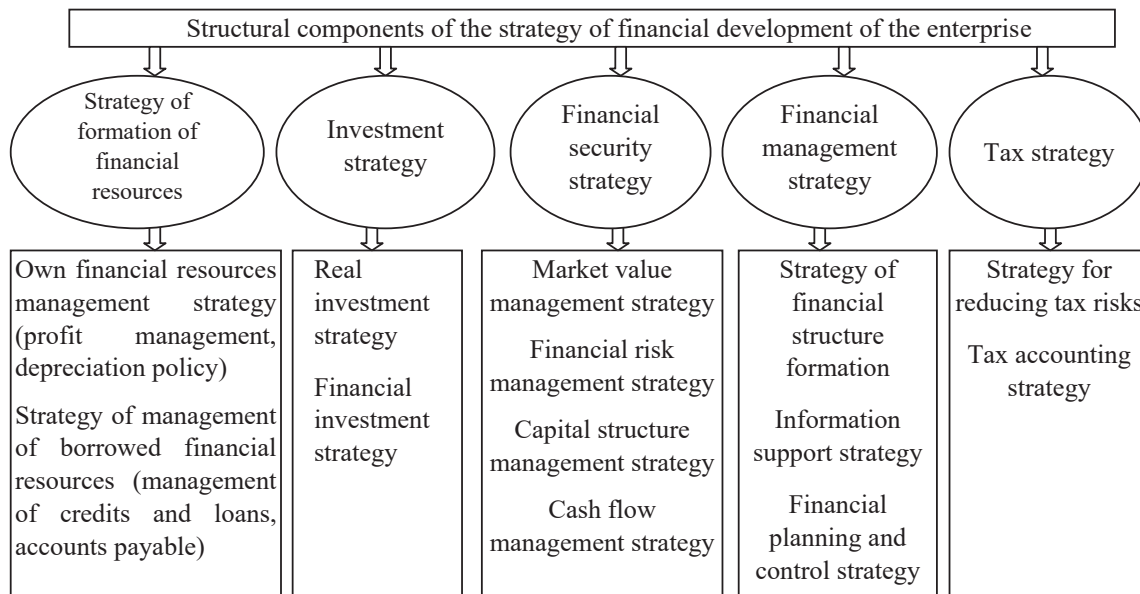 Structural components of the strategy of financial development of the enterprise
Strategy of
formation of
financial
resources
Investment
strategy
Financial
security
strategy
Financial
management
strategy
Tax strategy
Own financial resources
management strategy
(profit management,
depreciation policy)
Strategy of management
of borrowed financial
resources (management
of credits and loans,
accounts payable)
Real
investment
strategy
Financial
investment
strategy
Market value
management strategy
Financial risk
management strategy
Capital structure
management strategy
Cash flow
management strategy
Strategy of
financial
structure
formation
Information
support strategy
Financial
planning and
control strategy
Strategy for
reducing tax risks
Tax accounting
strategy